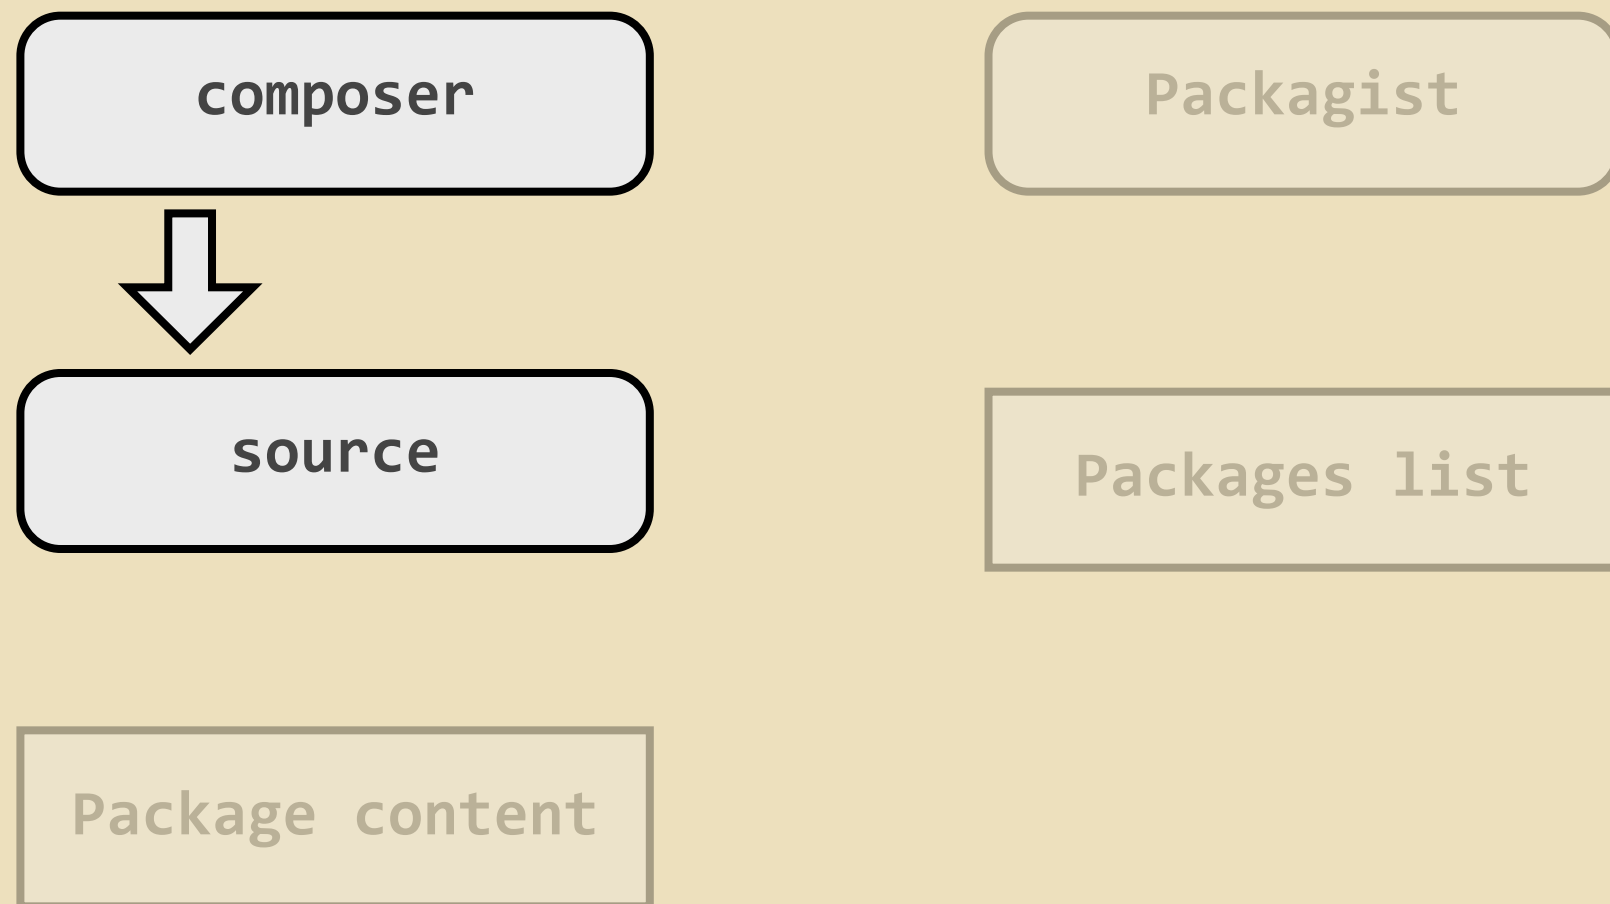 composer
Packagist
source
Packages list
Package content